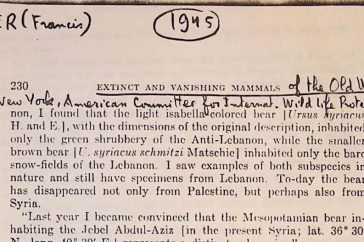 ER (Francis) 1945
230 EXTINCT AND VANISHING MAMMALS of the Old W
New York, American Committee for Internat. Wild Life Prote
non, I found that the light isabella-colored bear [Ursus syriacus
H. and E.], with the dimensions of the original description, inhabited
only the green shrubbery of the Anti-Lebanon, while the smaller
brown bear [U. syriacus schmitzi Matschie] inhabited only the bare
snow-fields of the Lebanon. I saw examples of both subspecies in
nature and still have specimens from Lebanon. To-day the bear
has disappeared not only from Palestine, but perhaps also from
Syria.
"Last year I became convinced that the Mesopotamian bear in-
habiting the Jebel Abdul-Aziz [in the present Syria; lat. 36° 30'